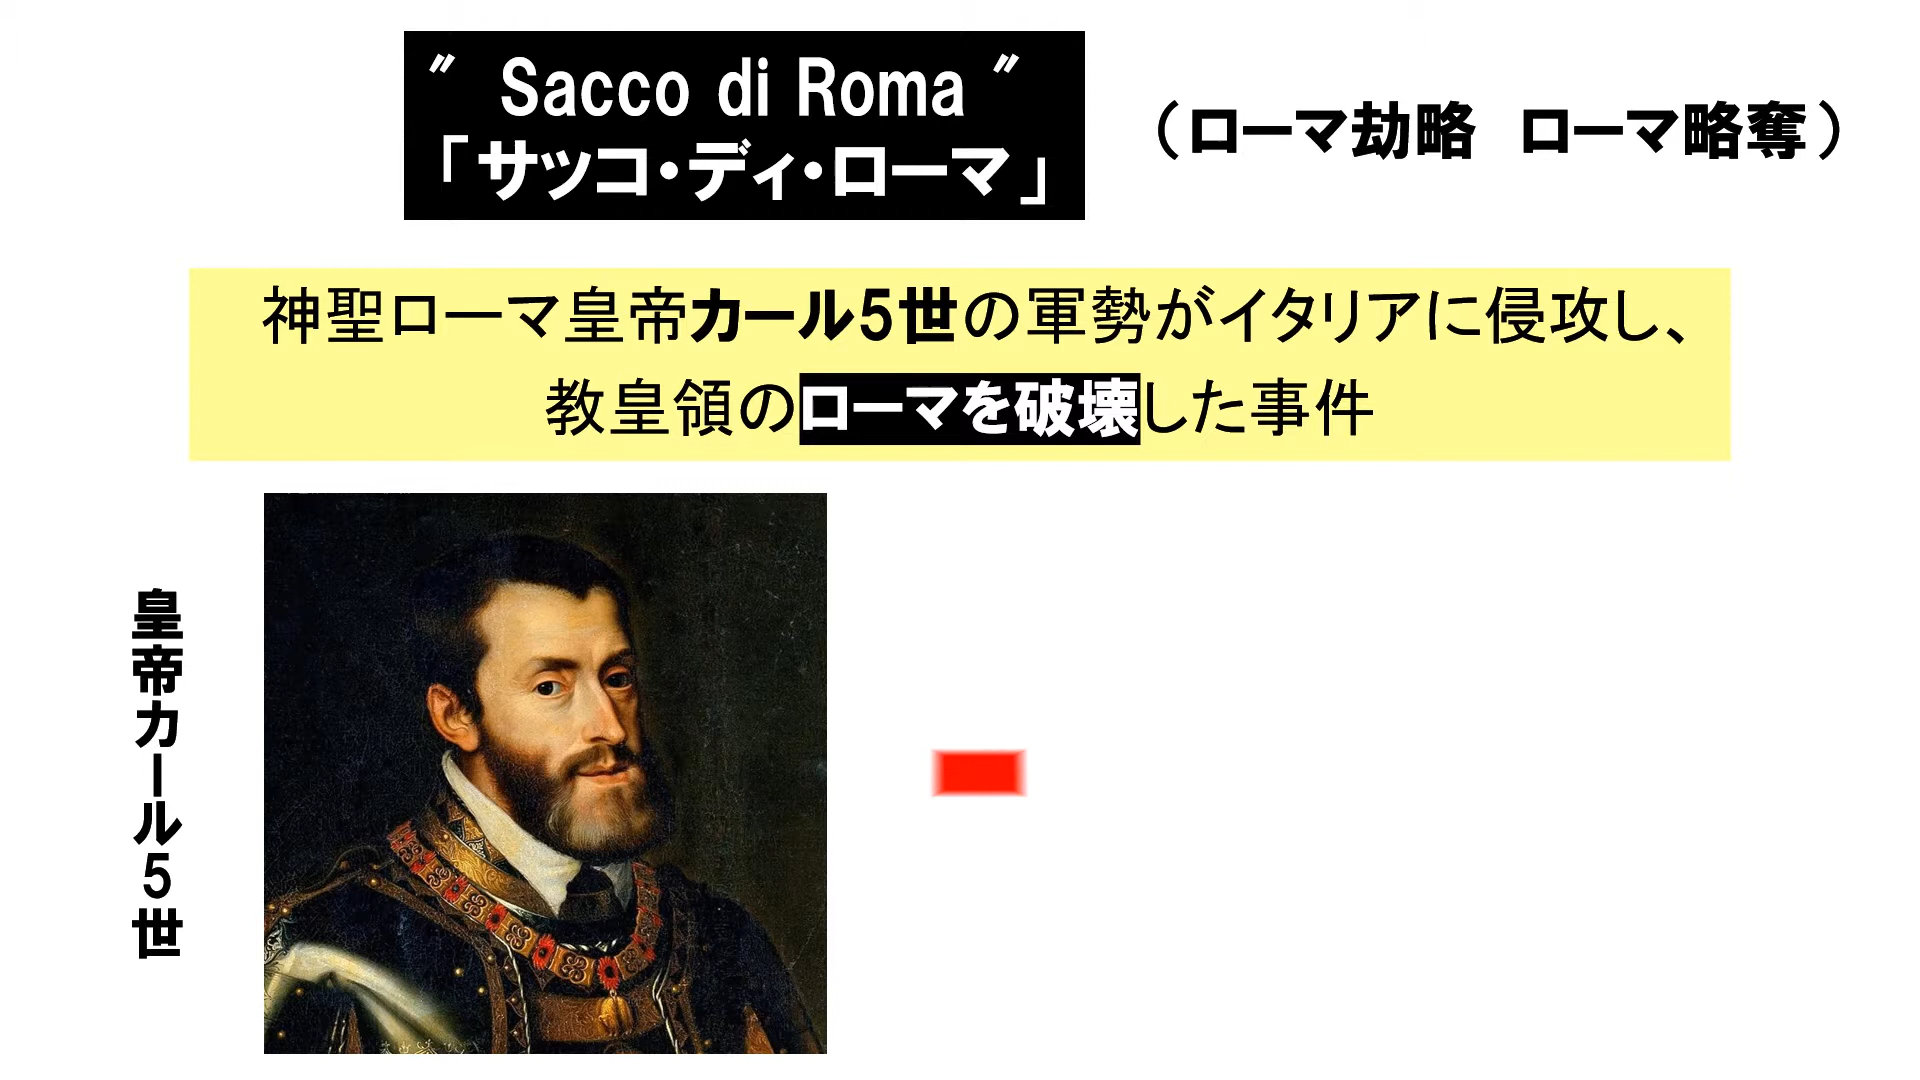 〃 Sacco di Roma 〃
「サッコ・ディ・ローマ」
（ローマ劫略　ローマ略奪）
神聖ローマ皇帝カール5世の軍勢がイタリアに侵攻し、
教皇領のローマを破壊した事件
皇帝カール5世